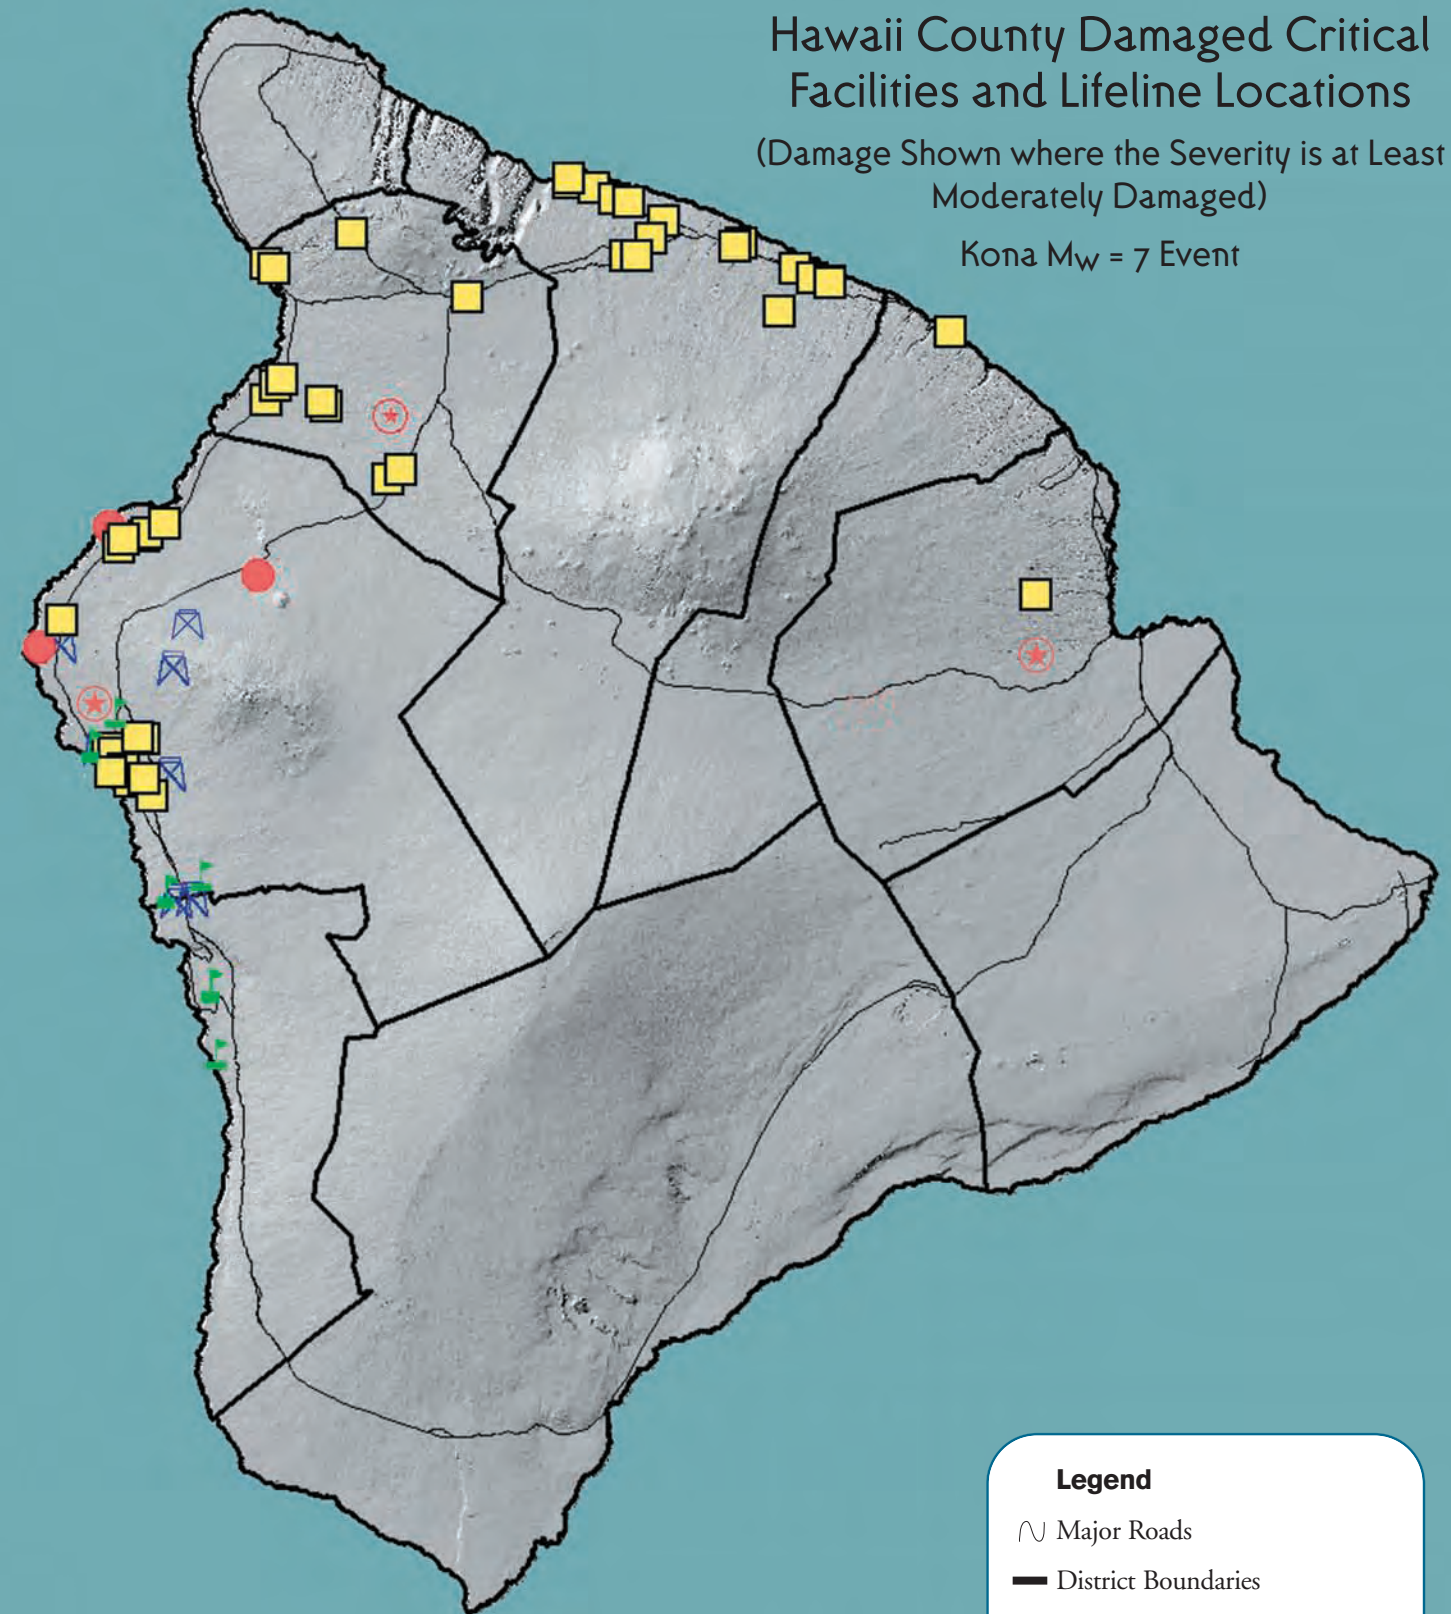 Hawaii County Damaged Critical
Facilities and Lifeline Locations
(Damage Shown where the Severity is at Least
Moderately Damaged)
Kona Mw = 7 Event
Legend
Major Roads
District Boundaries